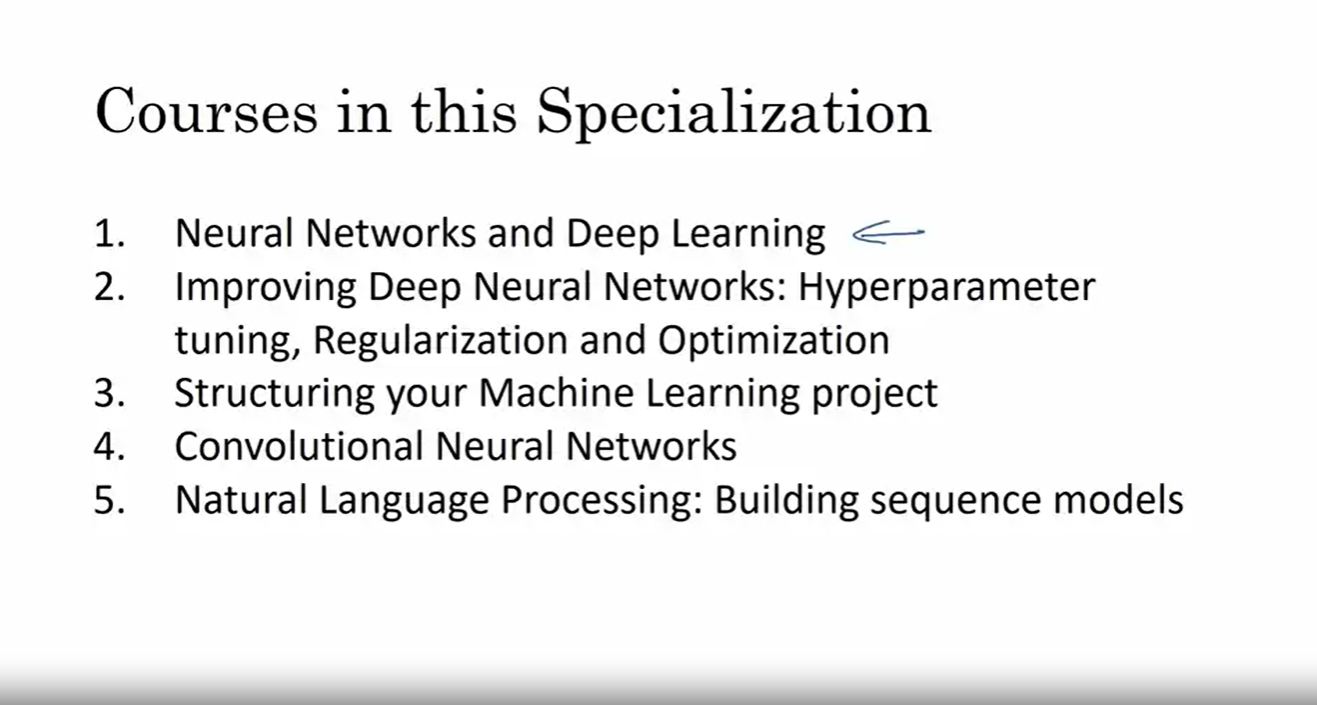 Courses in this Specialization
1. Neural Networks and Deep Learning
2. Improving Deep Neural Networks: Hyperparameter
tuning, Regularization and Optimization
3. Structuring your Machine Learning project
4. Convolutional Neural Networks
5. Natural Language Processing: Building sequence models